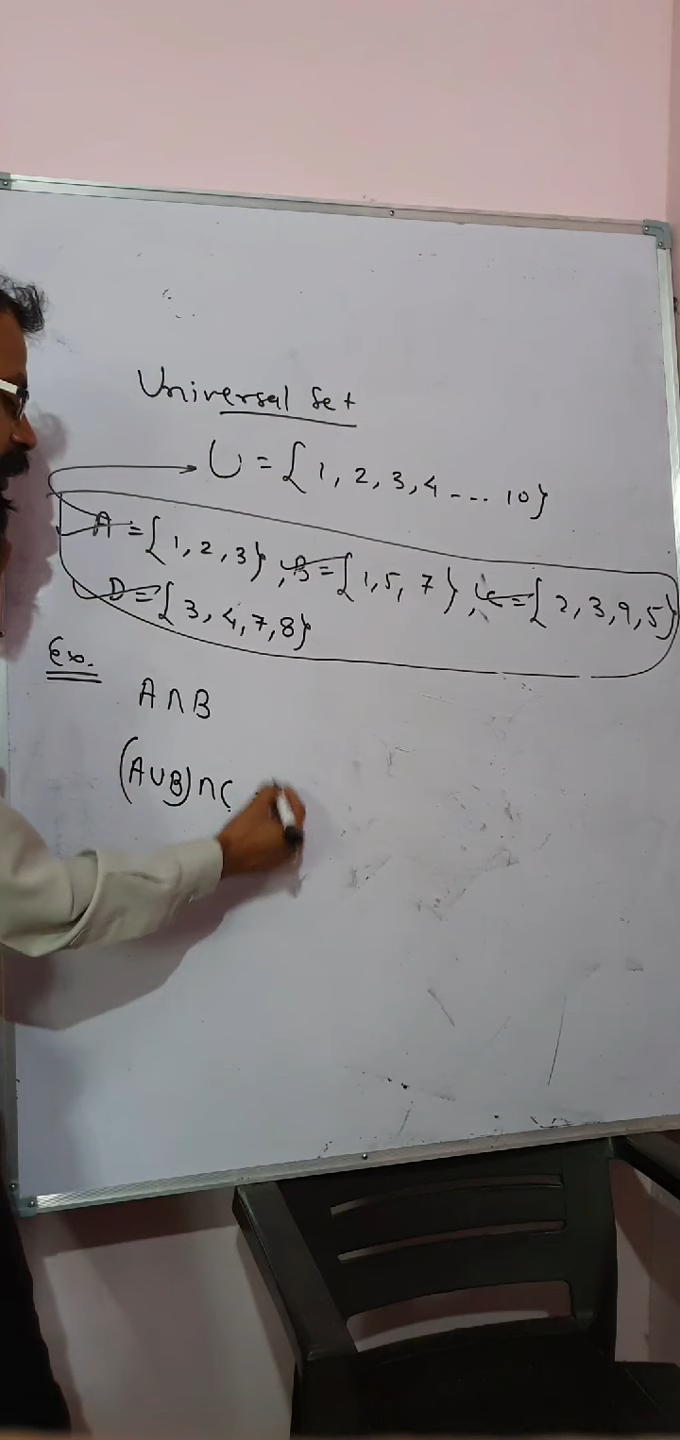 Universal Set
U = { 1, 2, 3, 4 --- 10}
A = { 1, 2, 3 }, B = { 1, 5, 7 }, C = { 2, 3, 9, 5}
D = { 3, 4, 7, 8}
Ex.
A ∩ B
(A∪B) ∩ C